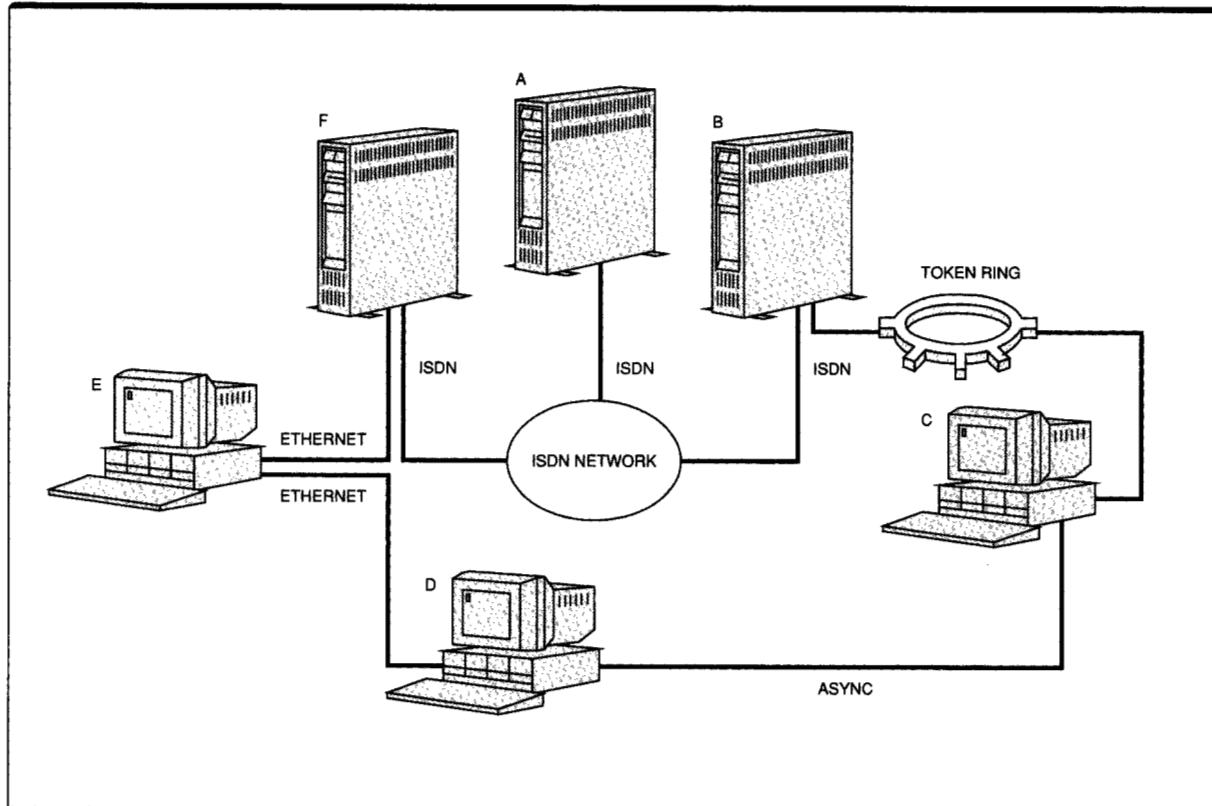 A
F
B
TOKEN RING
ISDN
ISDN
ISDN
E
C
ETHERNET
ISDN NETWORK
ETHERNET
D
ASYNC